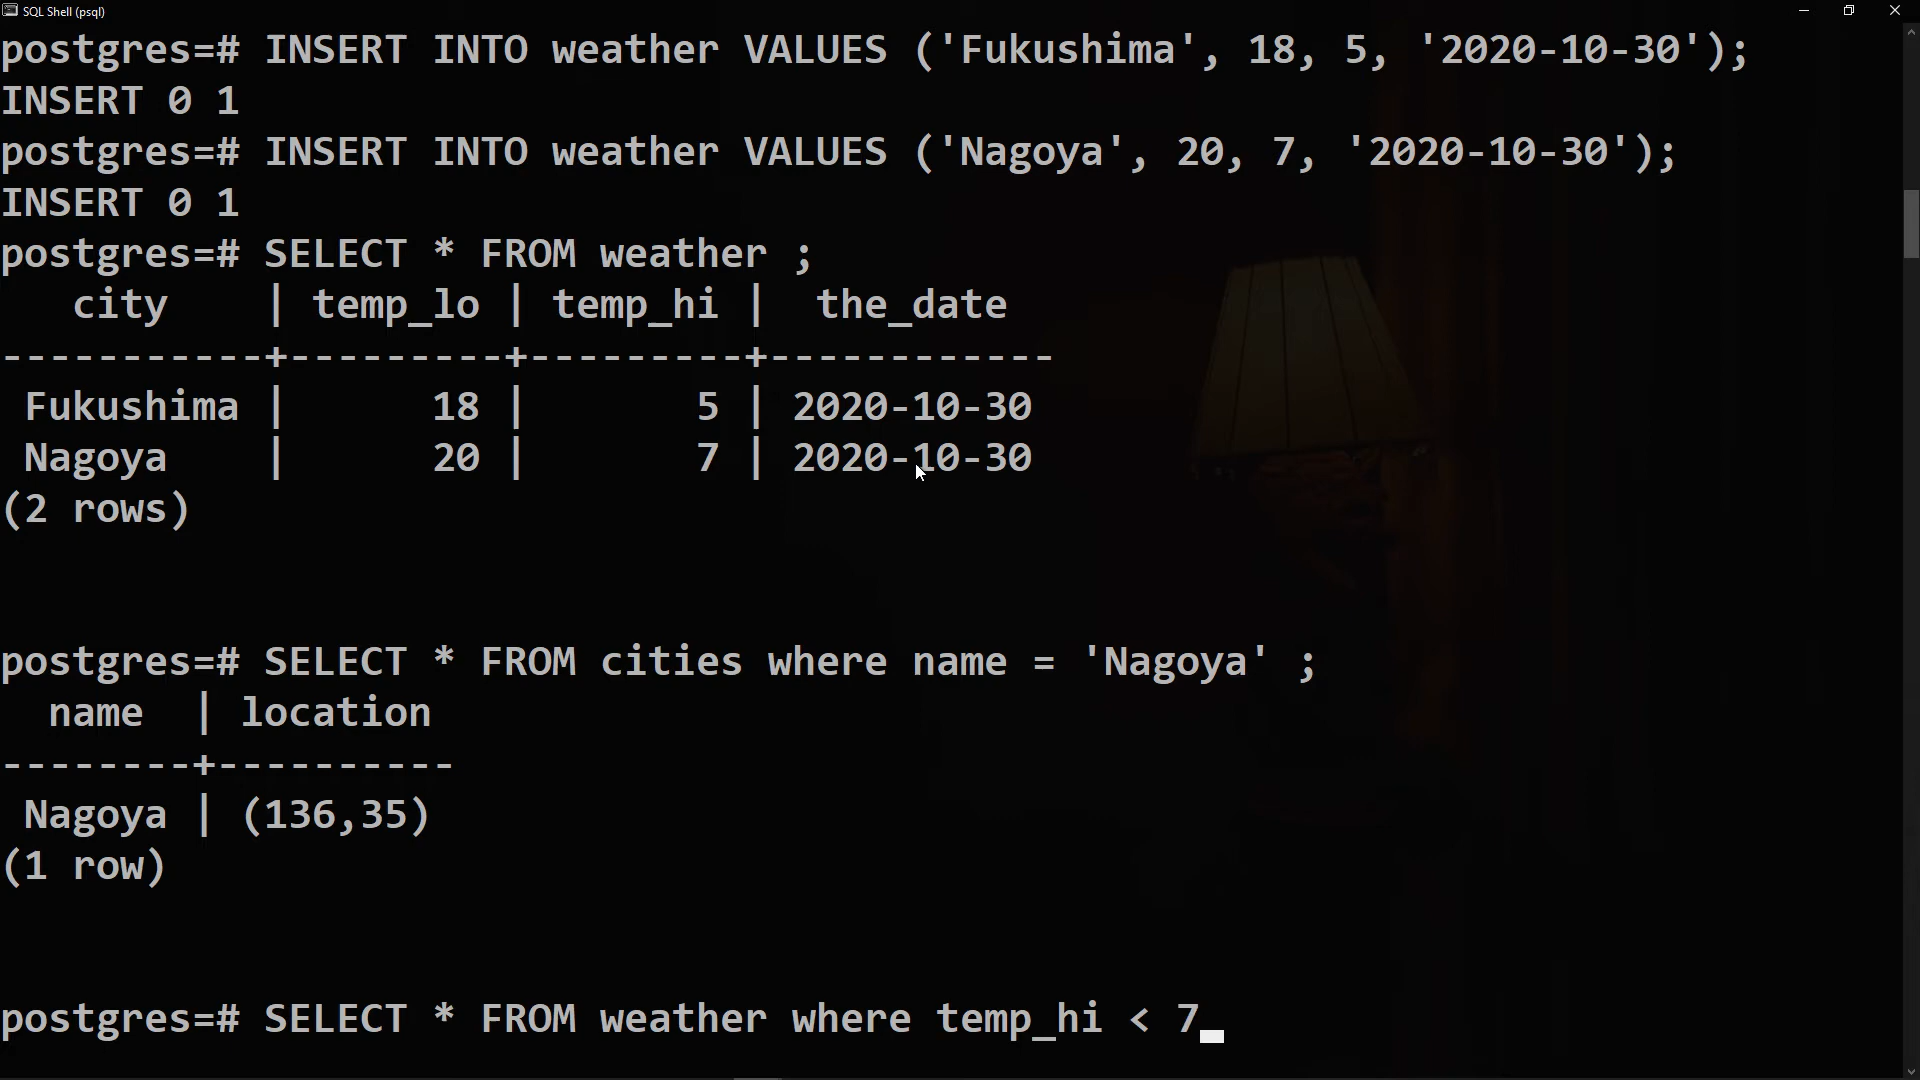 SQL Shell (psql)
postgres=# INSERT INTO weather VALUES ('Fukushima', 18, 5, '2020-10-30');
INSERT 0 1
postgres=# INSERT INTO weather VALUES ('Nagoya', 20, 7, '2020-10-30');
INSERT 0 1
postgres=# SELECT * FROM weather ;
   city    | temp_lo | temp_hi |  the_date
-----------+---------+---------+------------
 Fukushima |      18 |       5 | 2020-10-30
 Nagoya    |      20 |       7 | 2020-10-30
(2 rows)
postgres=# SELECT * FROM cities where name = 'Nagoya' ;
  name  | location
--------+----------
 Nagoya | (136,35)
(1 row)
postgres=# SELECT * FROM weather where temp_hi < 7